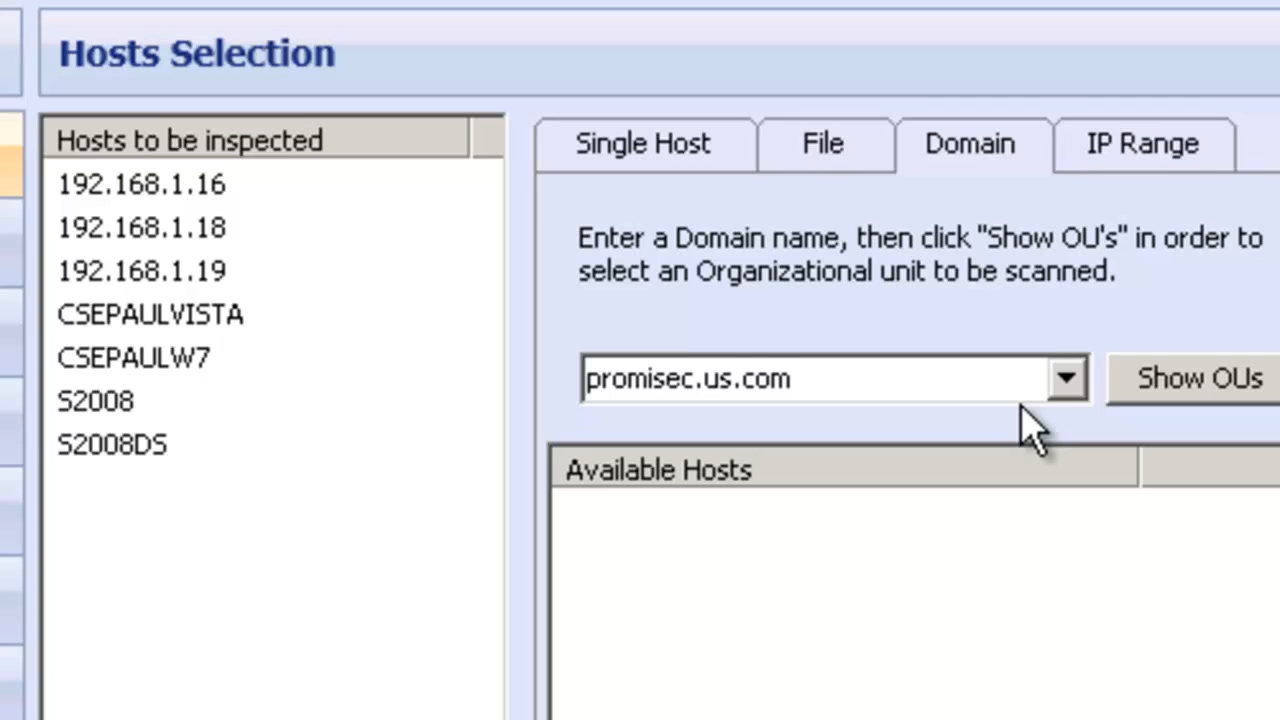 Hosts Selection
Hosts to be inspected
192.168.1.16
192.168.1.18
192.168.1.19
CSEPAULVISTA
CSEPAULW7
S2008
S2008DS
Single Host
File
Domain
IP Range
Enter a Domain name, then click "Show OU's" in order to
select an Organizational unit to be scanned.
promisec.us.com
Show OUs
Available Hosts